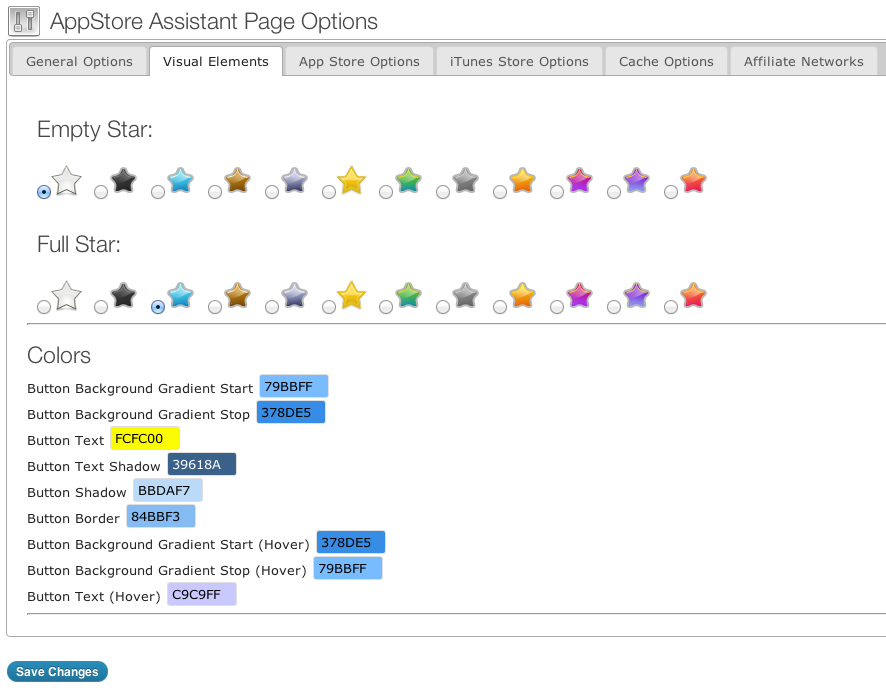 AppStore Assistant Page Options
General Options Visual Elements App Store Options iTunes Store Options Cache Options Affiliate Networks
Empty Star:
Full Star:
Colors
Button Background Gradient Start 79BBFF
Button Background Gradient Stop 378DE5
Button Text FCFC00
Button Text Shadow 39618A
Button Shadow BBDAF7
Button Border 84BBF3
Button Background Gradient Start (Hover) 378DE5
Button Background Gradient Stop (Hover) 79BBFF
Button Text (Hover) C9C9FF
Save Changes